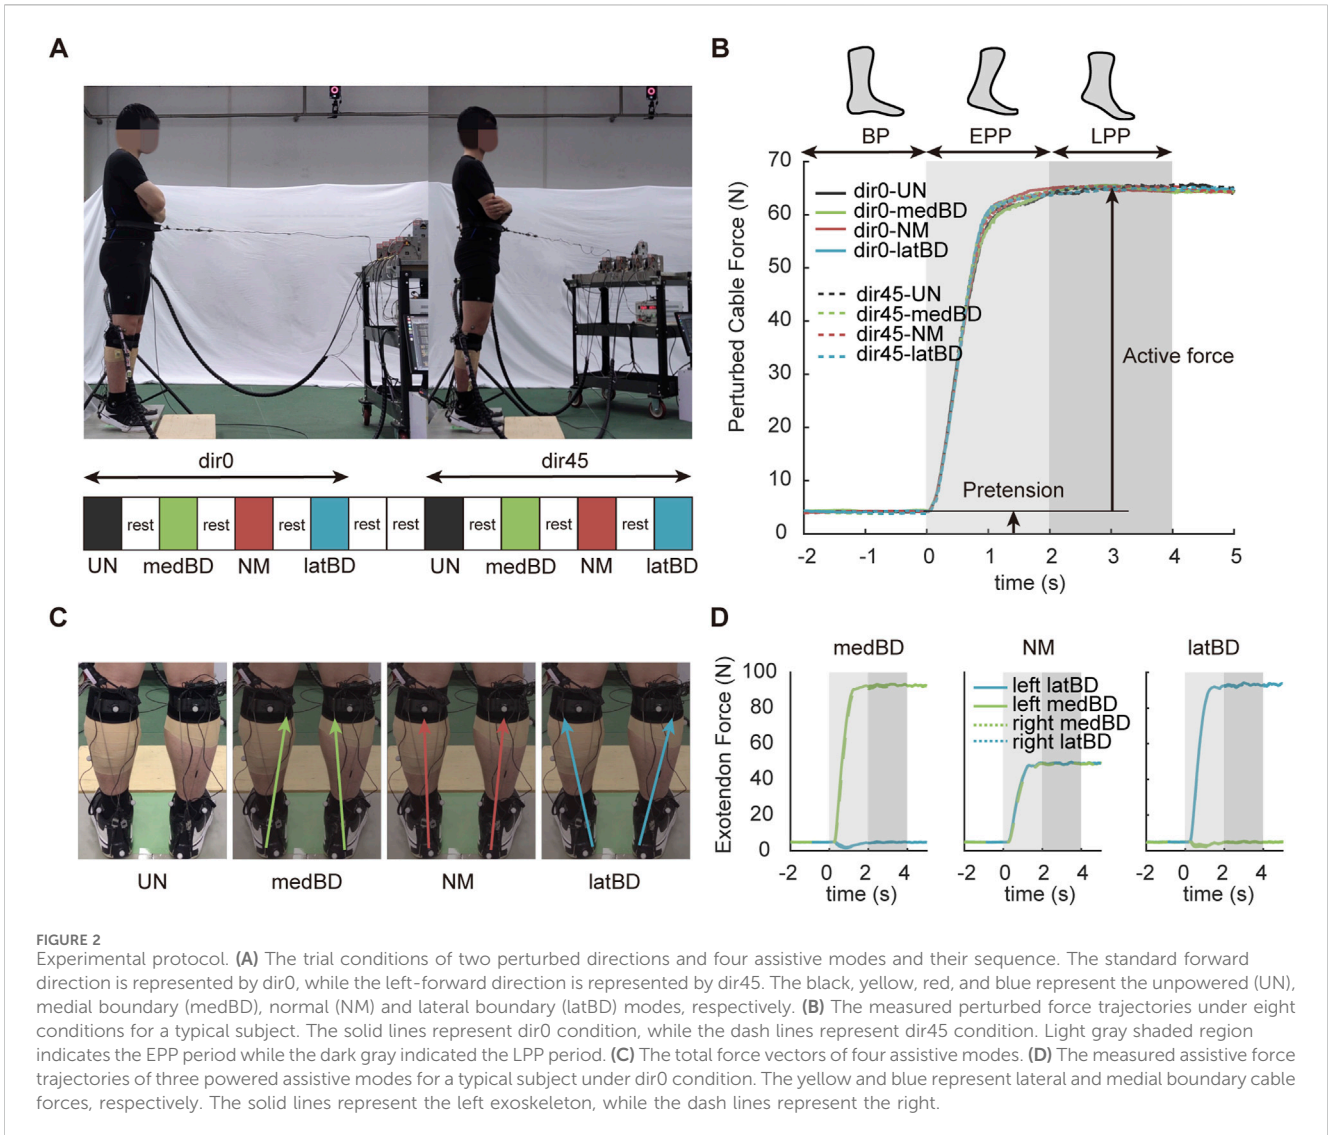 A
dir0
dir45
rest
rest
rest
rest
rest
rest
rest
rest
UN
medBD
NM
latBD
UN
medBD
NM
latBD
B
BP
EPP
LPP
Perturbed Cable Force (N)
70
60
50
40
30
20
10
0
dir0-UN
dir0-medBD
dir0-NM
dir0-latBD
dir45-UN
dir45-medBD
dir45-NM
dir45-latBD
Active force
Pretension
-2
-1
0
1
2
3
4
5
time (s)
C
UN
medBD
NM
latBD
D
medBD
NM
latBD
Exotendon Force (N)
100
80
60
40
20
0
left latBD
left medBD
right medBD
right latBD
-2 0 2 4
-2 0 2 4
-2 0 2 4
time (s)
time (s)
time (s)
FIGURE 2
Experimental protocol. (A) The trial conditions of two perturbed directions and four assistive modes and their sequence. The standard forward
direction is represented by dir0, while the left-forward direction is represented by dir45. The black, yellow, red, and blue represent the unpowered (UN),
medial boundary (medBD), normal (NM) and lateral boundary (latBD) modes, respectively. (B) The measured perturbed force trajectories under eight
conditions for a typical subject. The solid lines represent dir0 condition, while the dash lines represent dir45 condition. Light gray shaded region
indicates the EPP period while the dark gray indicated the LPP period. (C) The total force vectors of four assistive modes. (D) The measured assistive force
trajectories of three powered assistive modes for a typical subject under dir0 condition. The yellow and blue represent lateral and medial boundary cable
forces, respectively. The solid lines represent the left exoskeleton, while the dash lines represent the right.